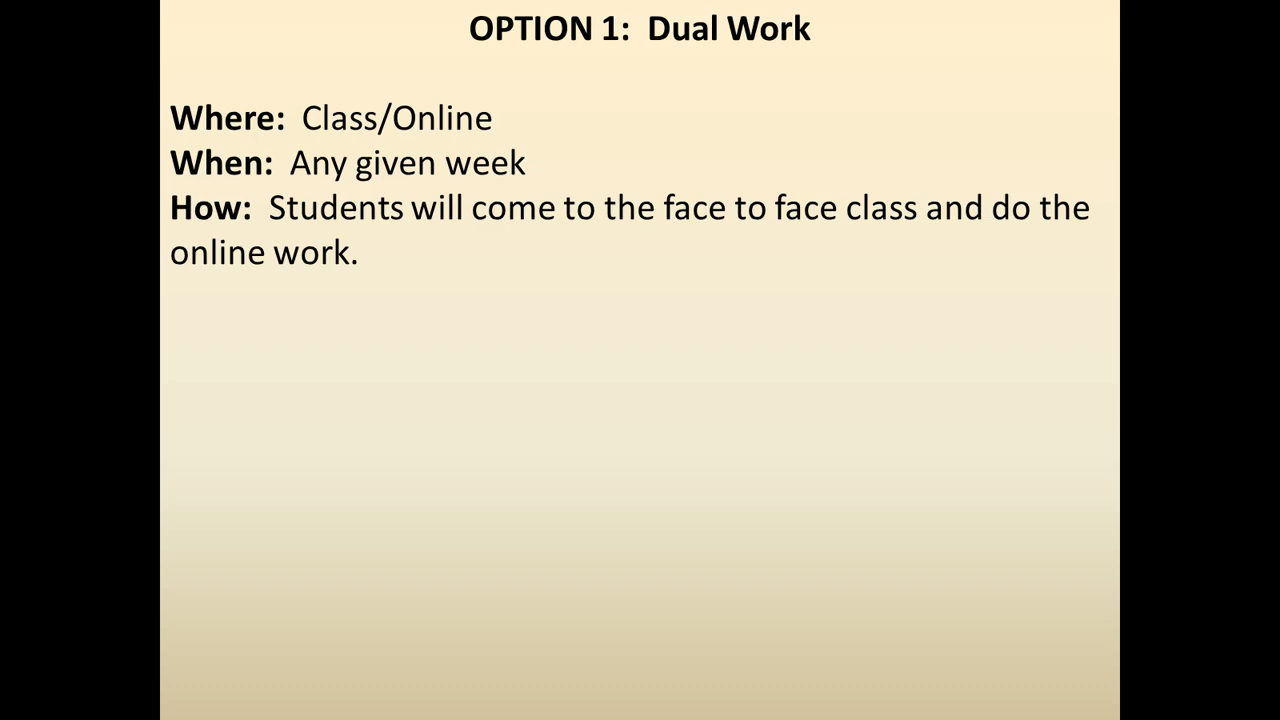 OPTION 1:  Dual Work
Where:  Class/Online
When:  Any given week
How:  Students will come to the face to face class and do the
online work.